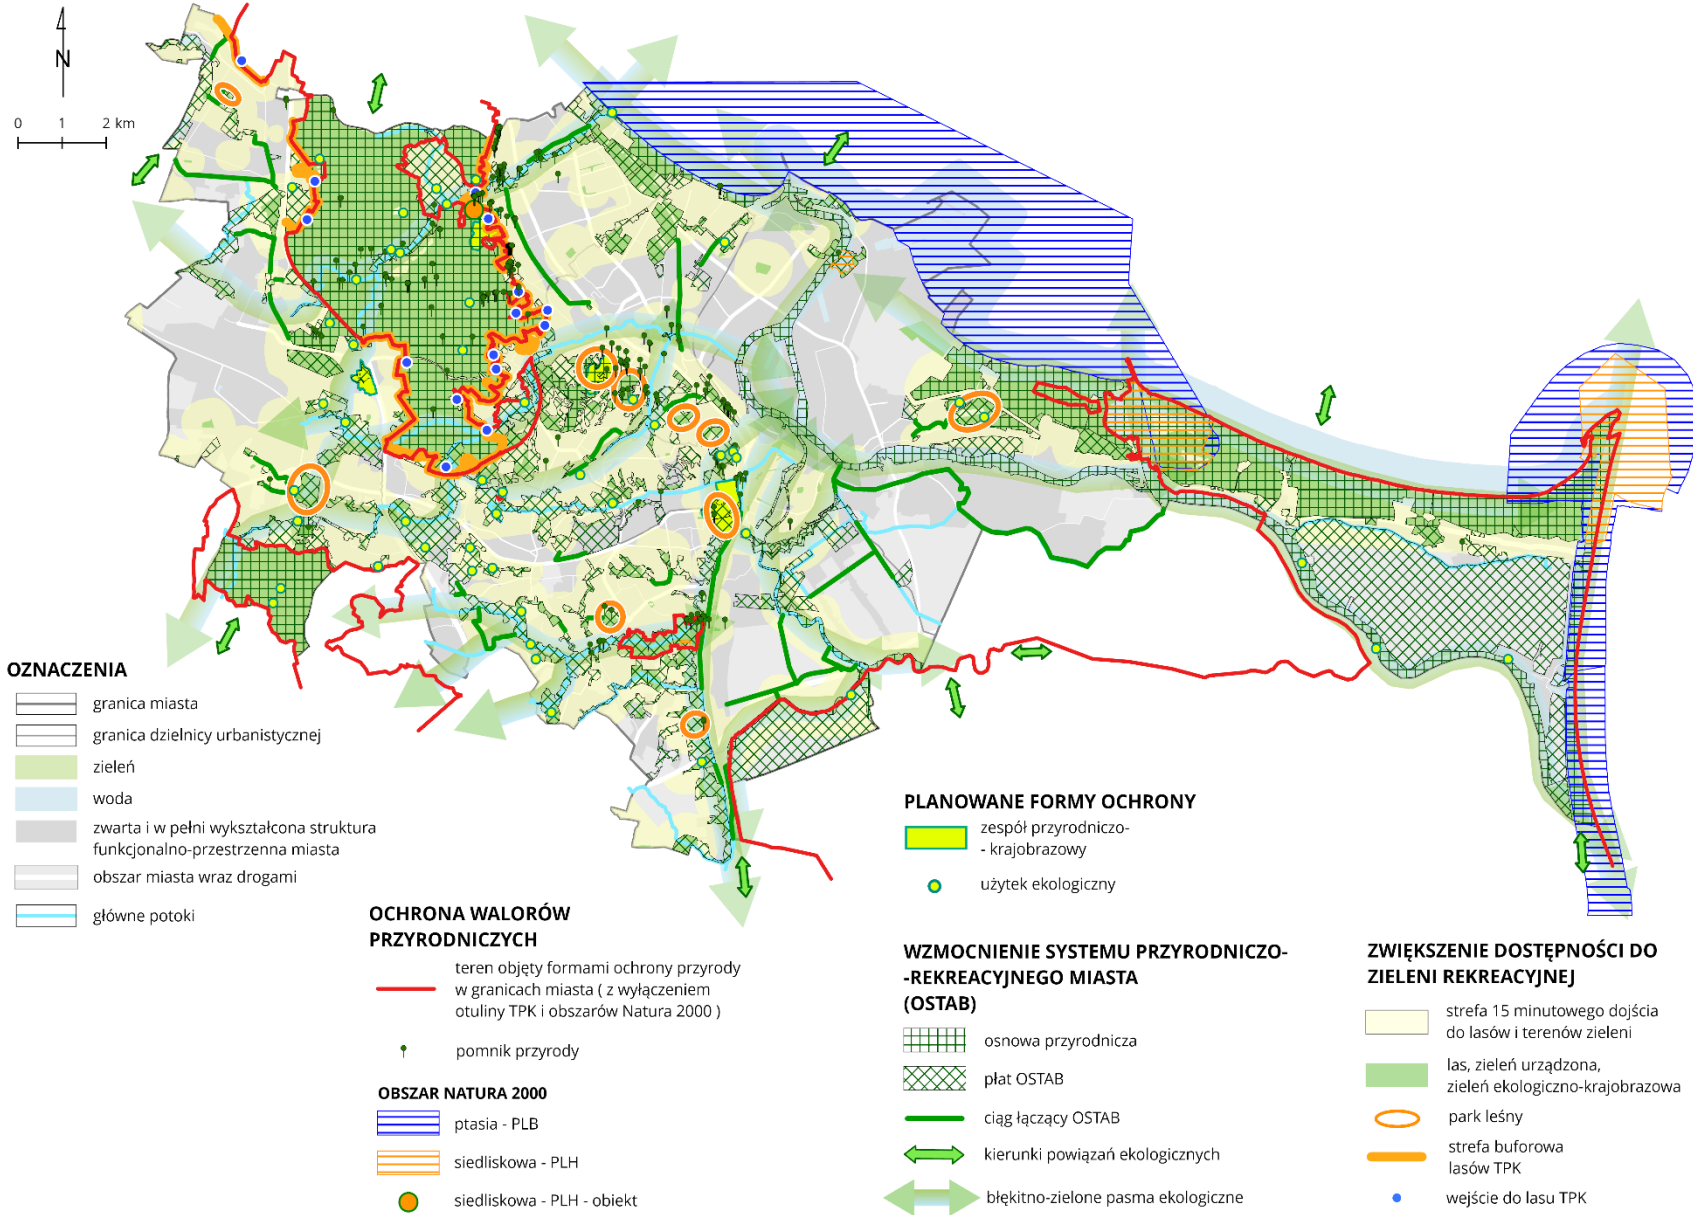 N
0 1 2 km
OZNACZENIA
granica miasta
granica dzielnicy urbanistycznej
zieleń
woda
zwarta i w pełni wykształcona struktura
funkcjonalno-przestrzenna miasta
obszar miasta wraz drogami
główne potoki
OCHRONA WALORÓW
PRZYRODNICZYCH
teren objęty formami ochrony przyrody
w granicach miasta ( z wyłączeniem
otuliny TPK i obszarów Natura 2000 )
pomnik przyrody
OBSZAR NATURA 2000
ptasia - PLB
siedliskowa - PLH
siedliskowa - PLH - obiekt
PLANOWANE FORMY OCHRONY
zespół przyrodniczo-
- krajobrazowy
użytek ekologiczny
WZMOCNIENIE SYSTEMU PRZYRODNICZO-
-REKREACYJNEGO MIASTA
(OSTAB)
osnowa przyrodnicza
płat OSTAB
ciąg łączący OSTAB
kierunki powiązań ekologicznych
błękitno-zielone pasma ekologiczne
ZWIĘKSZENIE DOSTĘPNOŚCI DO
ZIELENI REKREACYJNEJ
strefa 15 minutowego dojścia
do lasów i terenów zieleni
las, zieleń urządzona,
zieleń ekologiczno-krajobrazowa
park leśny
strefa buforowa
lasów TPK
wejście do lasu TPK